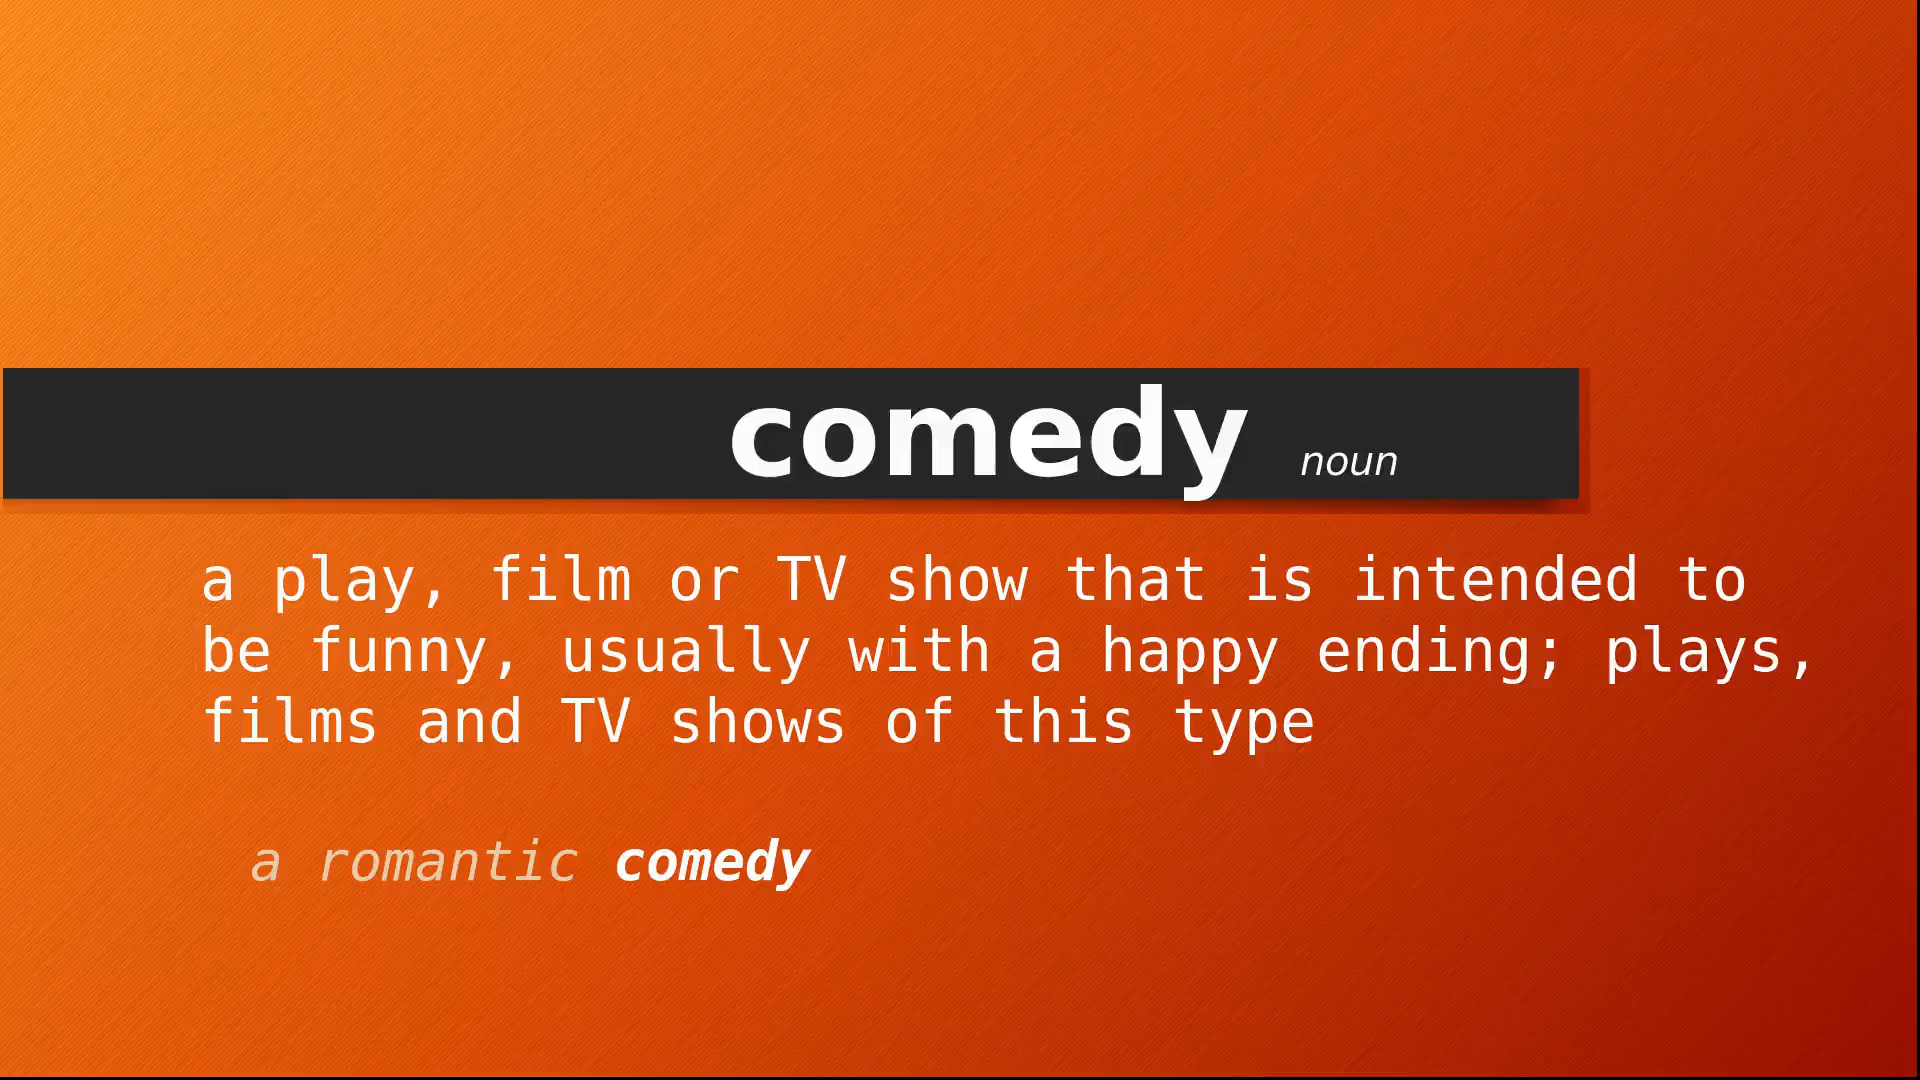 comedy noun
a play, film or TV show that is intended to
be funny, usually with a happy ending; plays,
films and TV shows of this type
a romantic comedy